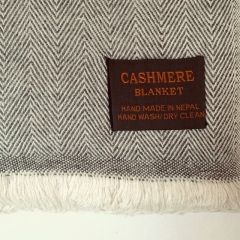 CASHMERE
BLANKET
HAND MADE IN NEPAL
HAND WASH/DRY CLEAN